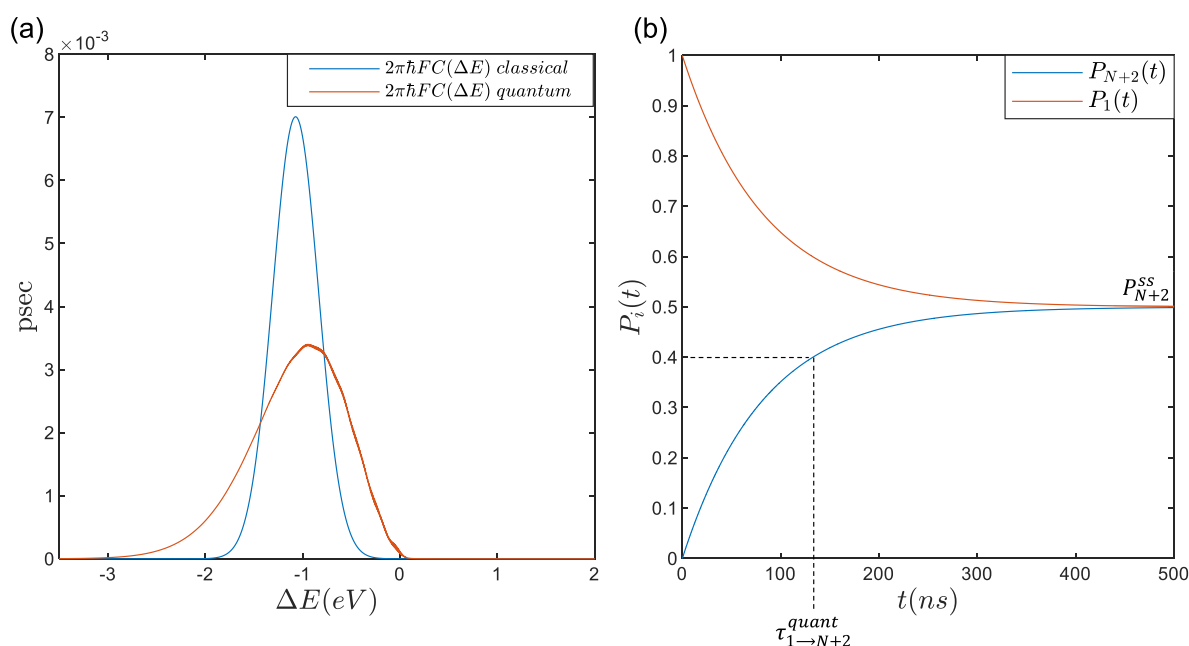 (a)
×10⁻³
8
7
6
5
4
3
2
1
0
psec
-3 -2 -1 0 1 2
ΔE(eV)
2πℏFC(ΔE) classical
2πℏFC(ΔE) quantum
(b)
1
0.9
0.8
0.7
0.6
0.5
0.4
0.3
0.2
0.1
0
P_i(t)
P_{N+2}(t)
P_1(t)
P_{N+2}^{ss}
0 100 200 300 400 500
t(ns)
τ_{1→N+2}^{quant}